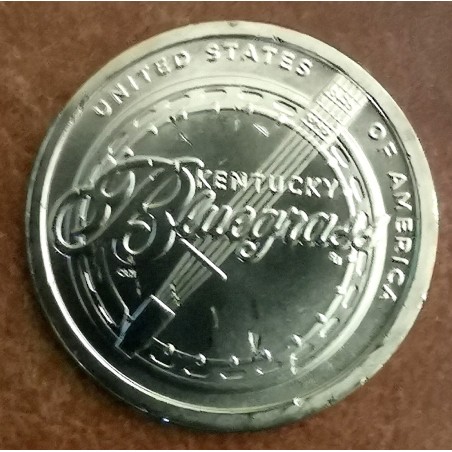 UNITED STATES OF AMERICA
KENTUCKY
Bluegrass